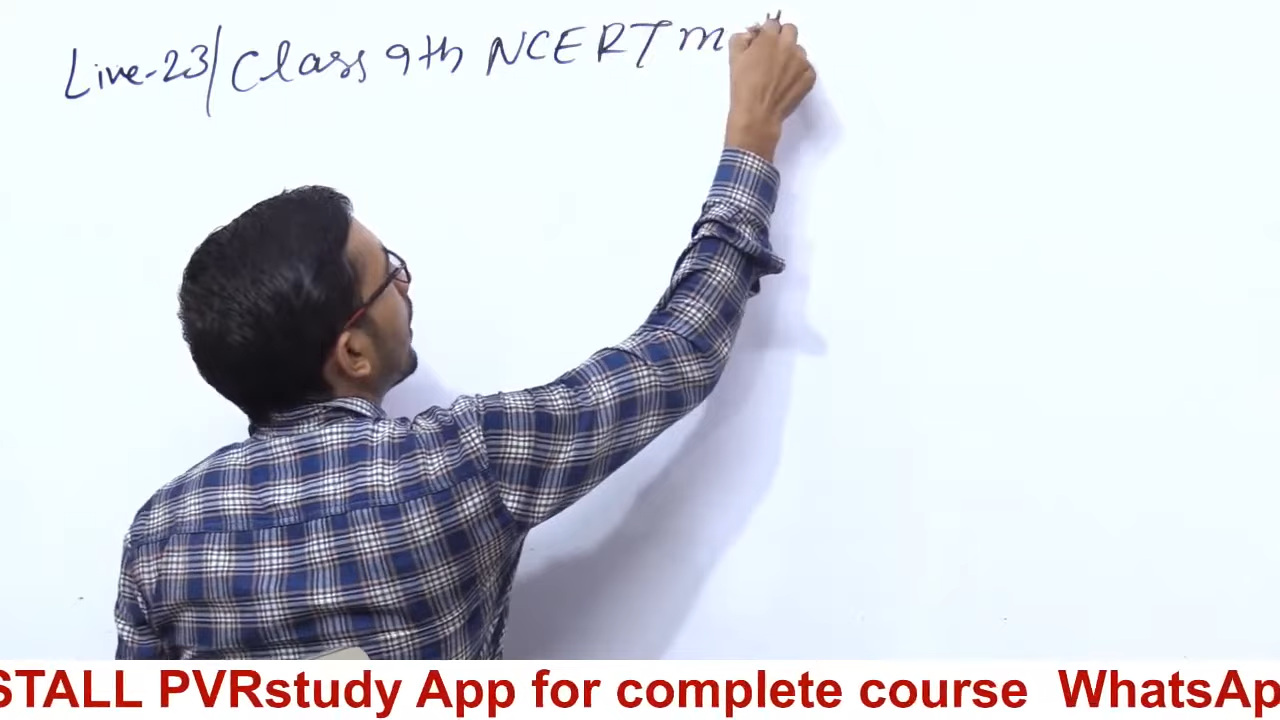 Live-23/Class 9th NCERT m
STALL PVRstudy App for complete course WhatsAp